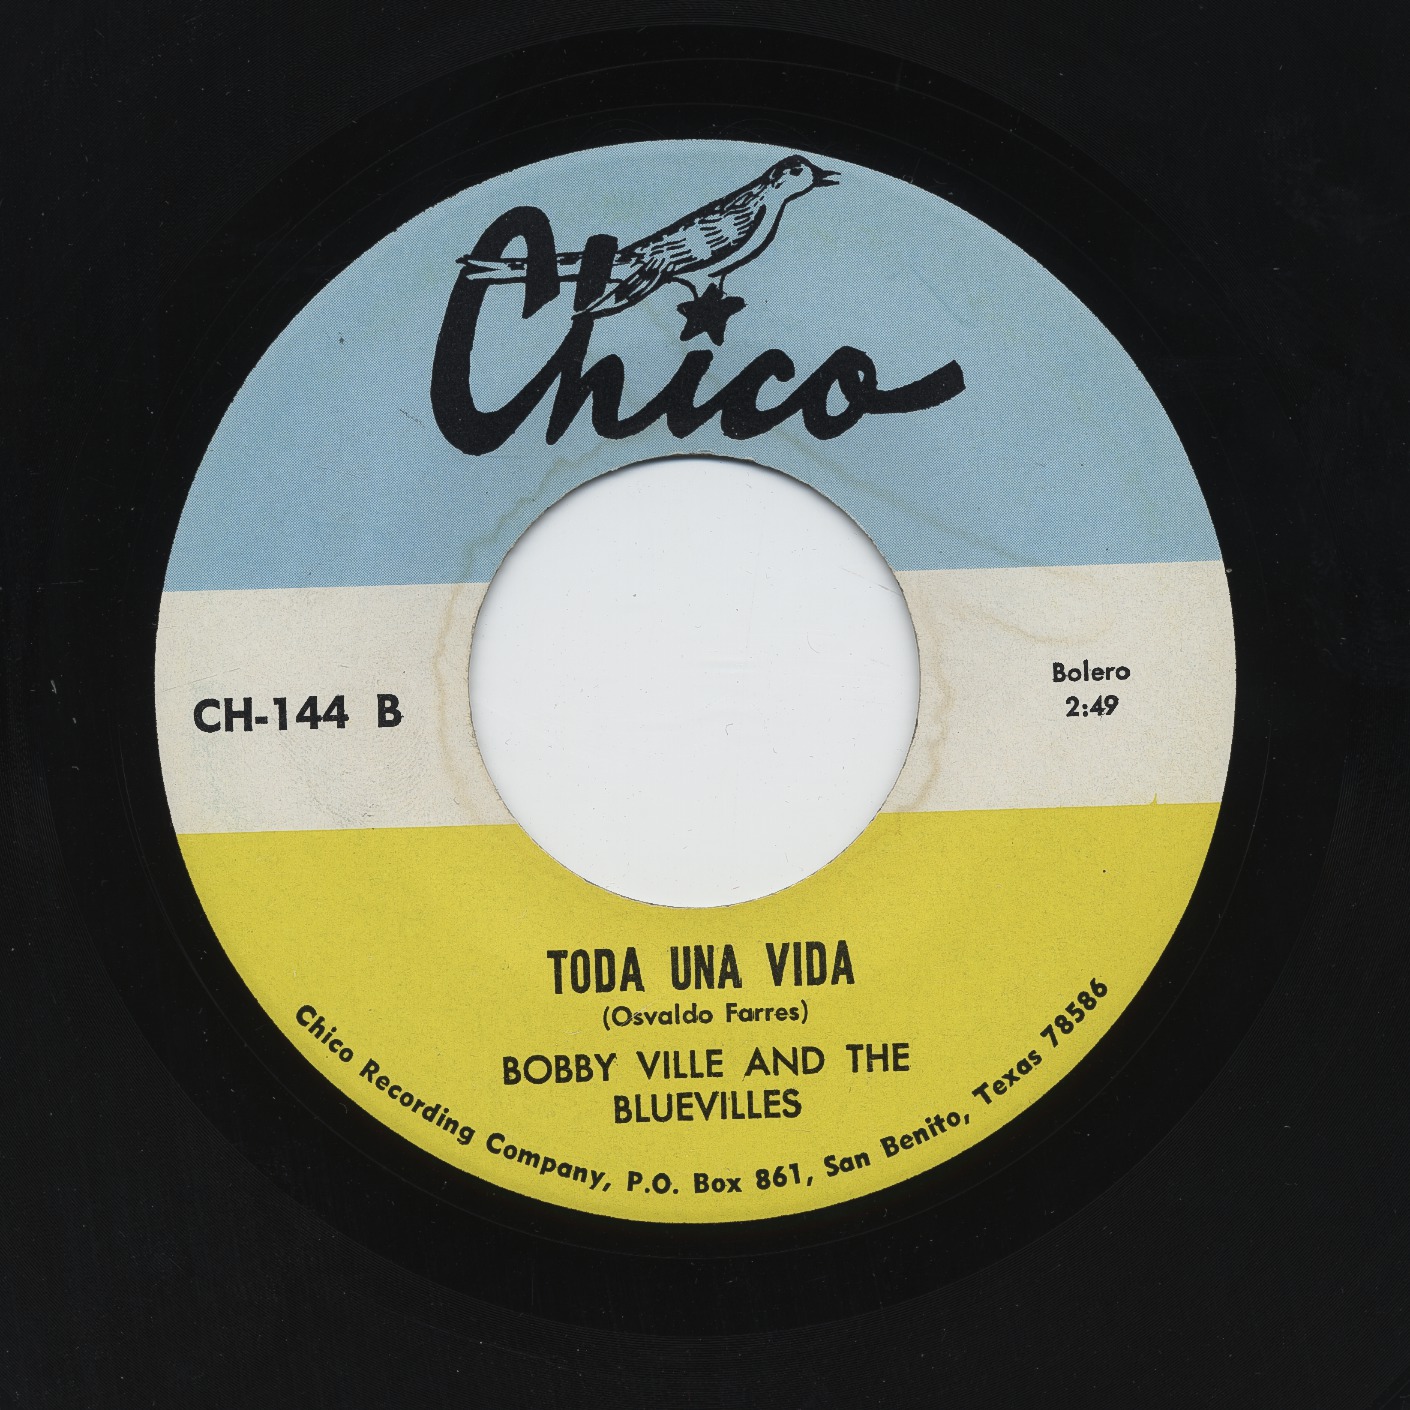 Chico
CH-144 B
Bolero
2:49
TODA UNA VIDA
(Osvaldo Farres)
BOBBY VILLE AND THE
BLUEVILLES
Chico Recording Company, P.O. Box 861, San Benito, Texas 78586